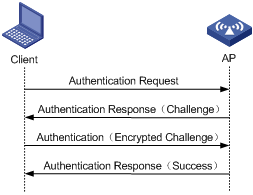 Client
AP
Authentication Request
Authentication Response（Challenge）
Authentication（Encrypted Challenge）
Authentication Response（Success）